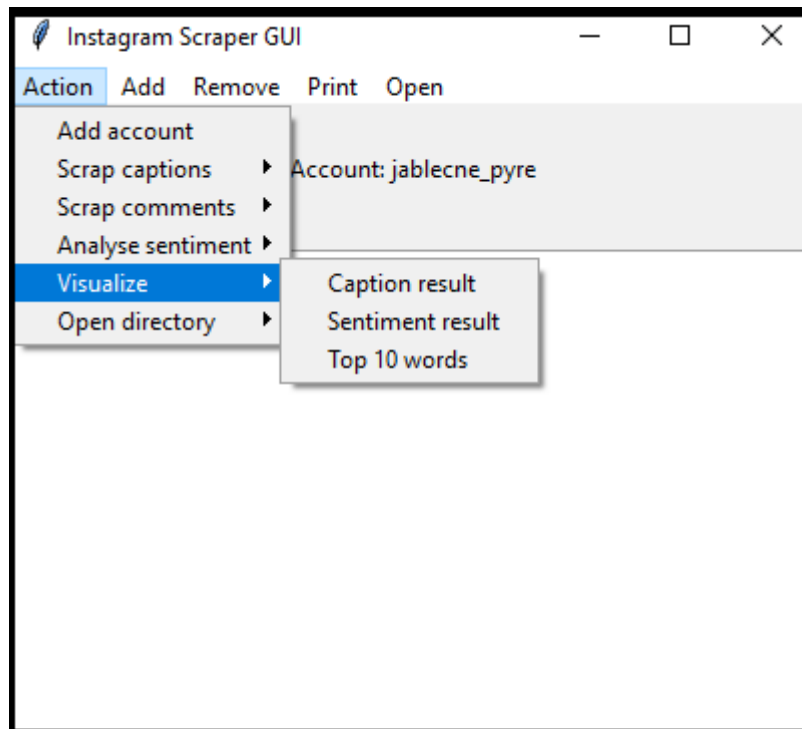 Instagram Scraper GUI
Action Add Remove Print Open
Add account
Scrap captions
Account: jablecne_pyre
Scrap comments
Analyse sentiment
Visualize
Caption result
Open directory
Sentiment result
Top 10 words